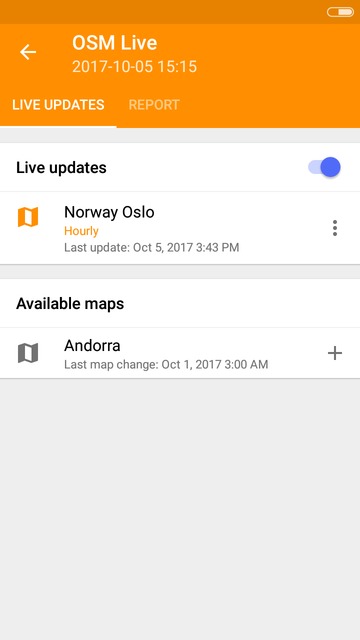 OSM Live
2017-10-05 15:15
LIVE UPDATES
REPORT
Live updates
Norway Oslo
Hourly
Last update: Oct 5, 2017 3:43 PM
Available maps
Andorra
Last map change: Oct 1, 2017 3:00 AM